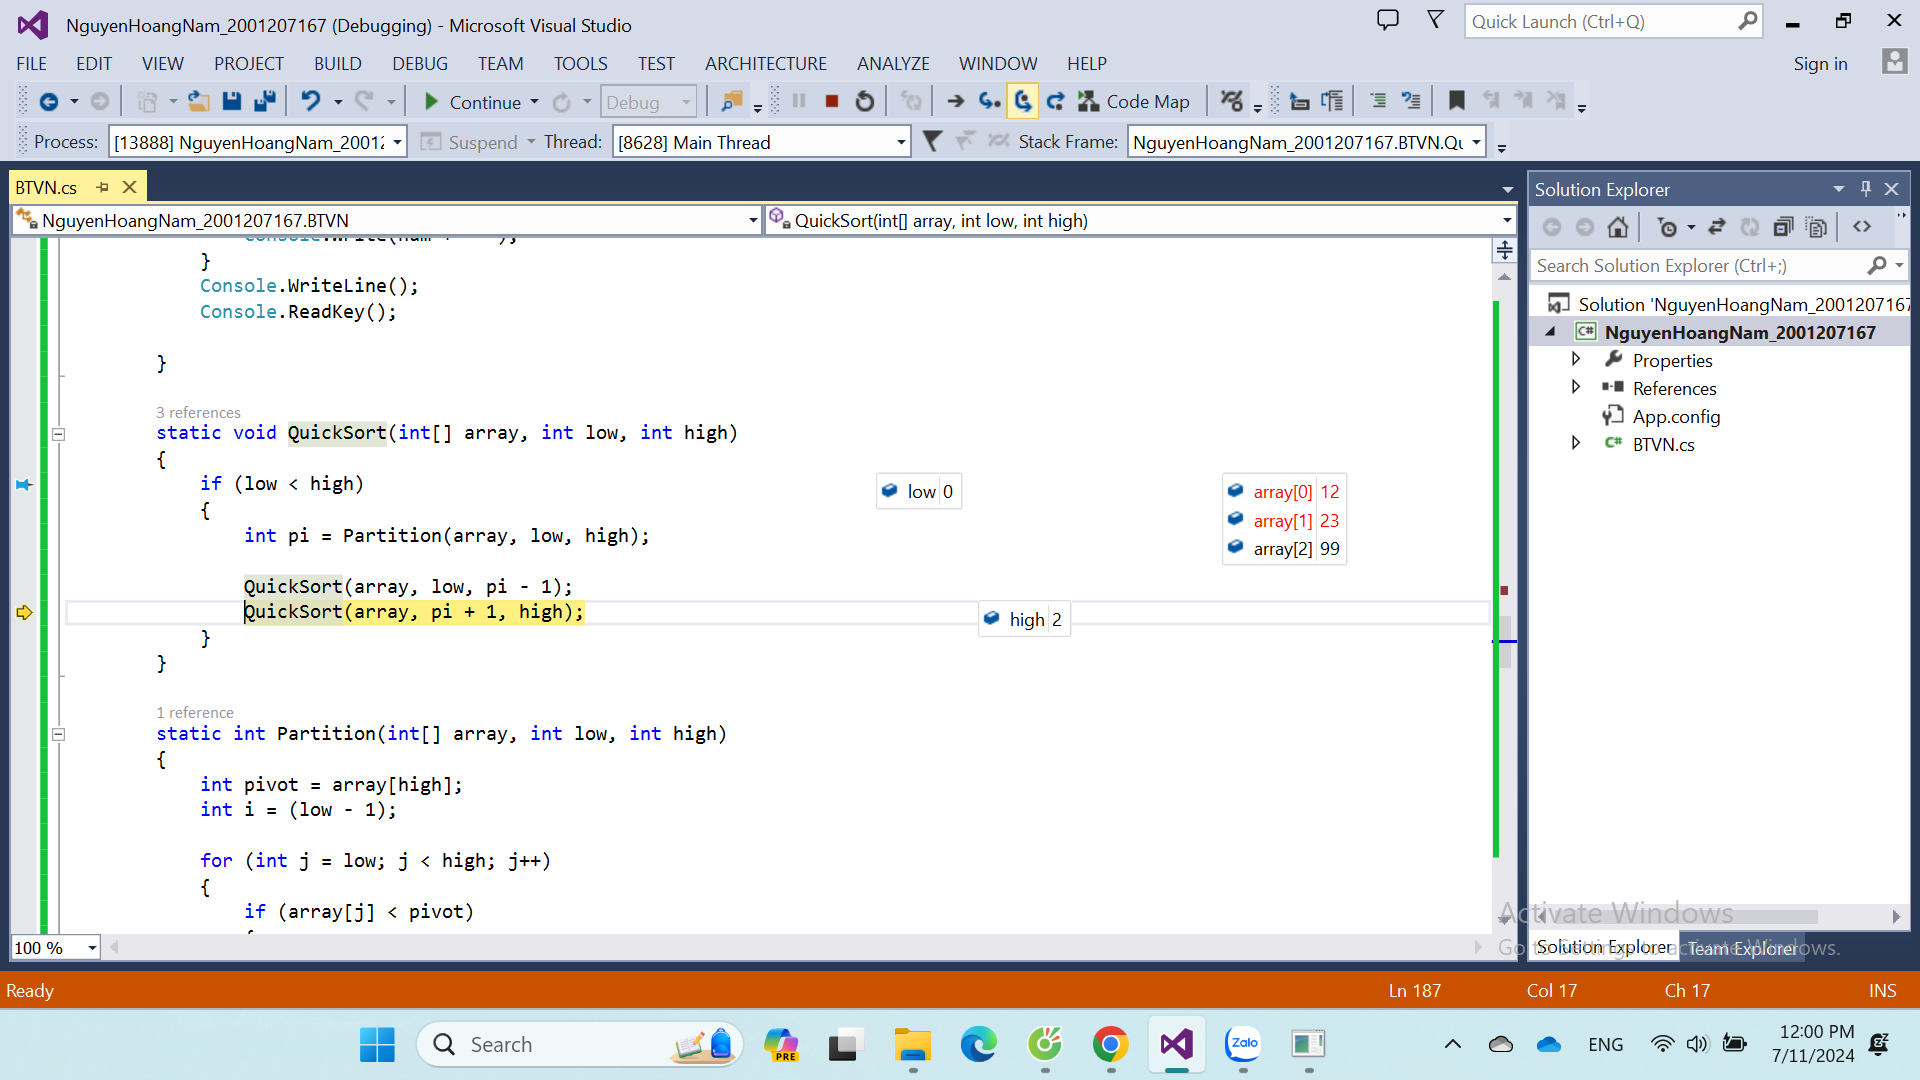 NguyenHoangNam_2001207167 (Debugging) - Microsoft Visual Studio
Quick Launch (Ctrl+Q)
FILE EDIT VIEW PROJECT BUILD DEBUG TEAM TOOLS TEST ARCHITECTURE ANALYZE WINDOW HELP
Sign in
Continue
Debug
Code Map
Process: [13888] NguyenHoangNam_20012 Suspend Thread: [8628] Main Thread Stack Frame: NguyenHoangNam_2001207167.BTVN.Qu
BTVN.cs
NguyenHoangNam_2001207167.BTVN
QuickSort(int[] array, int low, int high)
}
Console.WriteLine();
Console.ReadKey();
}
3 references
static void QuickSort(int[] array, int low, int high)
{
if (low < high)
{
int pi = Partition(array, low, high);
QuickSort(array, low, pi - 1);
QuickSort(array, pi + 1, high);
}
}
1 reference
static int Partition(int[] array, int low, int high)
{
int pivot = array[high];
int i = (low - 1);
for (int j = low; j < high; j++)
{
if (array[j] < pivot)
low 0
array[0] 12
array[1] 23
array[2] 99
high 2
100 %
Solution Explorer
Search Solution Explorer (Ctrl+;)
Solution 'NguyenHoangNam_2001207167
C# NguyenHoangNam_2001207167
Properties
References
App.config
C# BTVN.cs
Activate Windows
Go to Settings to activate Windows.
Solution Explorer
Team Explorer
Ready
Ln 187
Col 17
Ch 17
INS
Search
PRE
Zalo
ENG
12:00 PM
7/11/2024